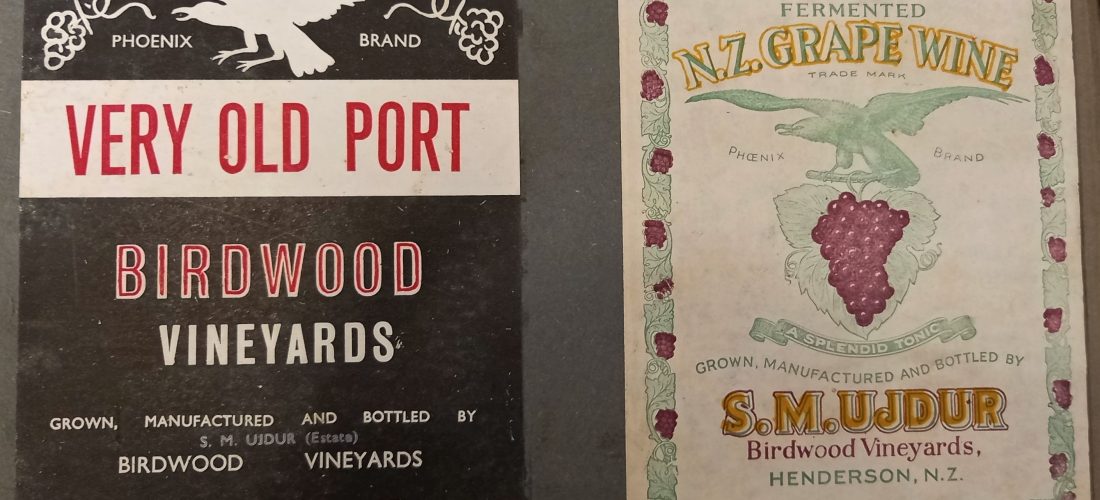 PHOENIX BRAND
VERY OLD PORT
BIRDWOOD
VINEYARDS
GROWN, MANUFACTURED AND BOTTLED BY
S. M. UJDUR (Estate)
BIRDWOOD VINEYARDS
FERMENTED
N.Z. GRAPE WINE
TRADE MARK
PHŒNIX BRAND
A SPLENDID TONIC
GROWN, MANUFACTURED AND BOTTLED BY
S. M. UJDUR
Birdwood Vineyards,
HENDERSON, N.Z.